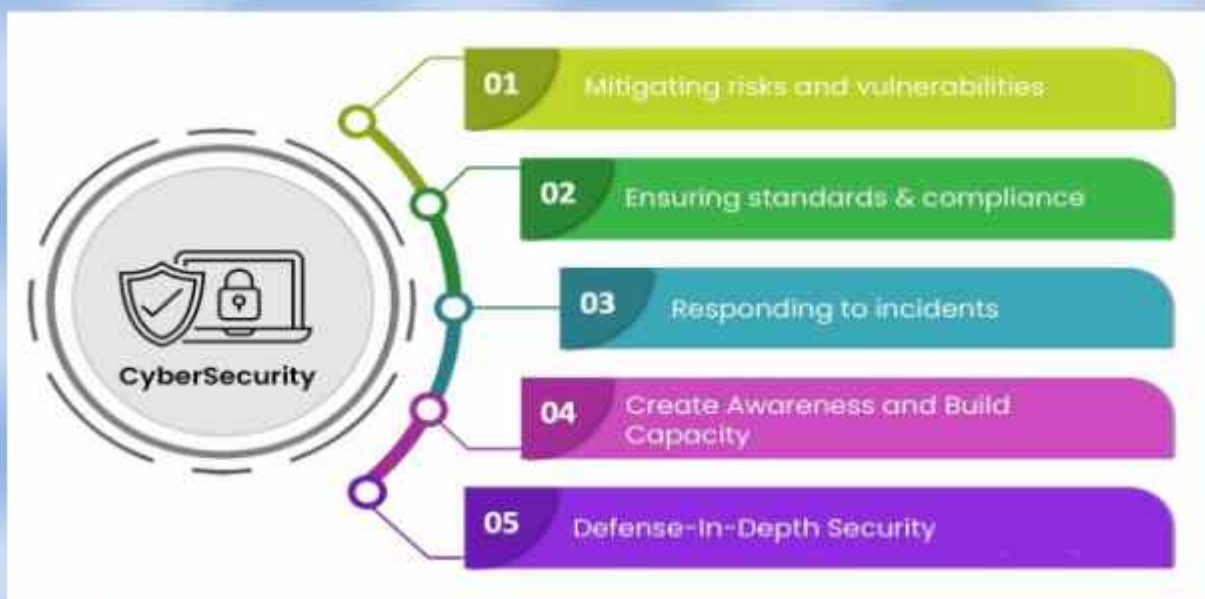 01
Mitigating risks and vulnerabilities
02
Ensuring standards & compliance
03
Responding to incidents
CyberSecurity
04
Create Awareness and Build
Capacity
05
Defense-In-Depth Security